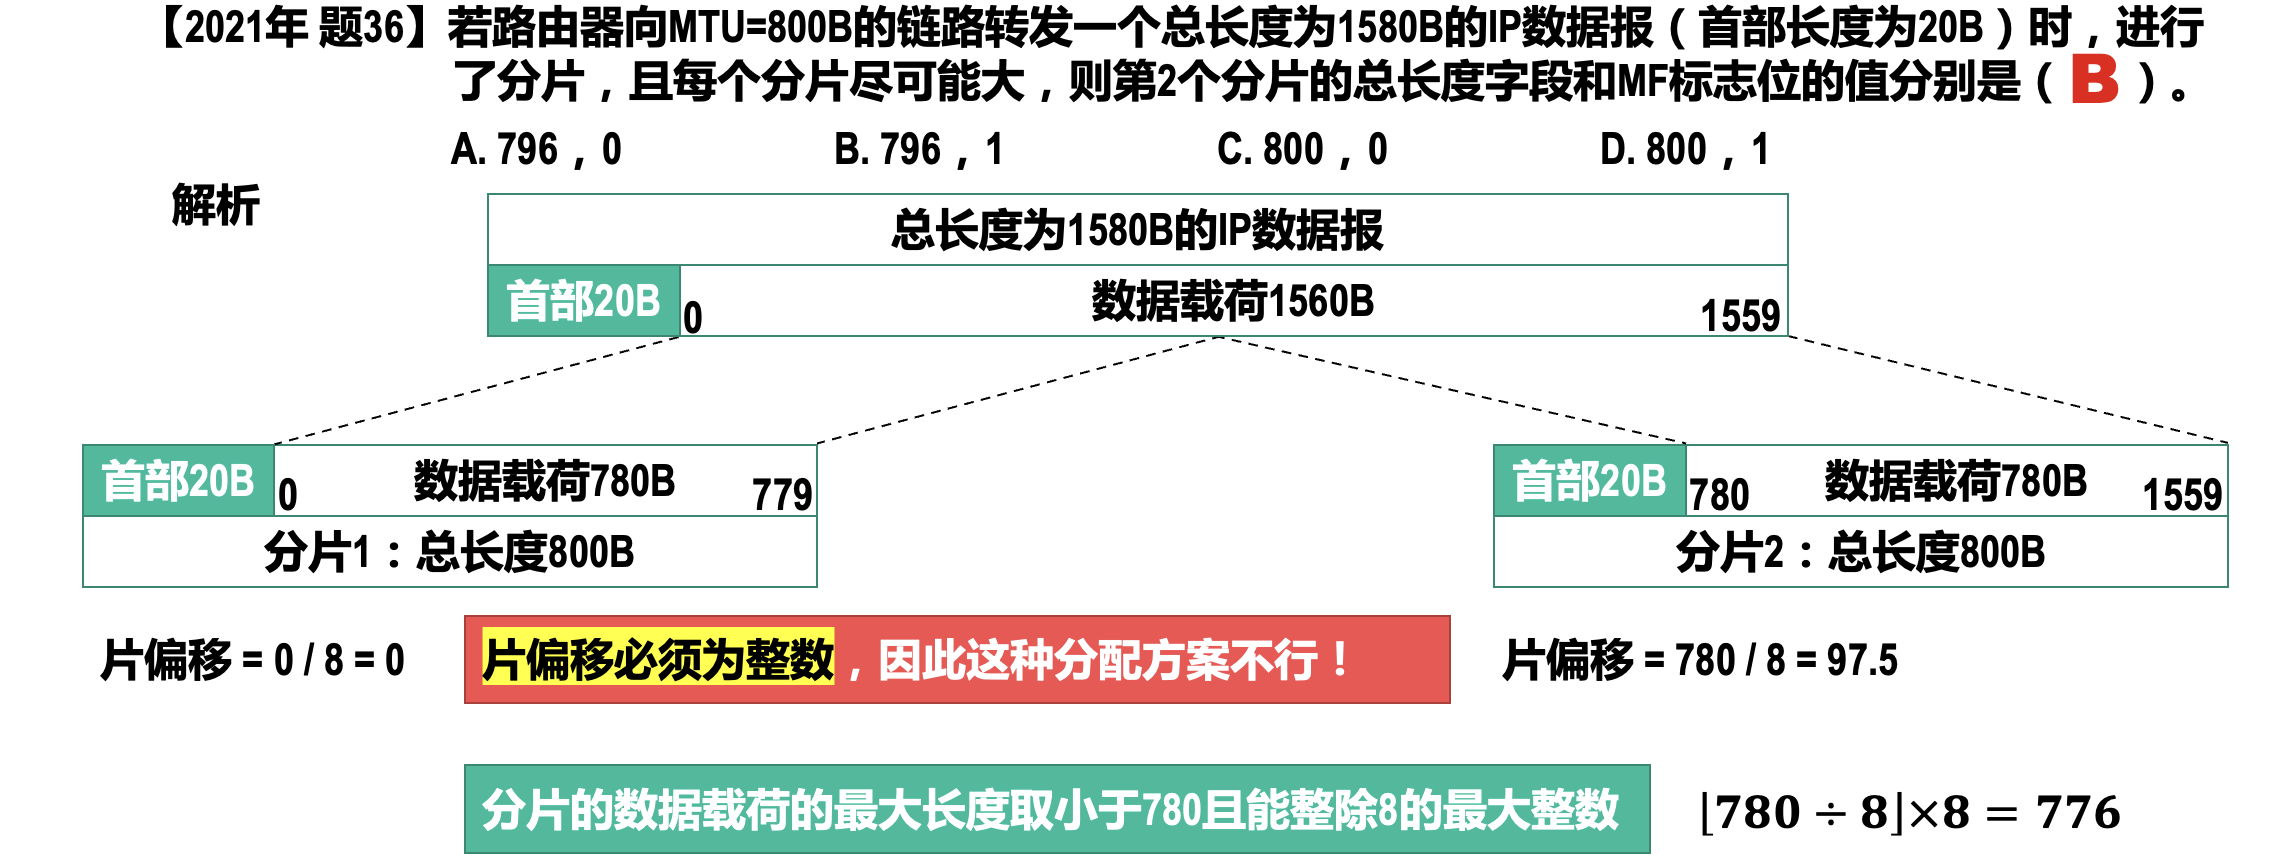 【2021年 题36】若路由器向MTU=800B的链路转发一个总长度为1580B的IP数据报（首部长度为20B）时，进行
了分片，且每个分片尽可能大，则第2个分片的总长度字段和MF标志位的值分别是（ B ）。
A. 796，0 B. 796，1 C. 800，0 D. 800，1
解析
总长度为1580B的IP数据报
首部20B 0 数据载荷1560B 1559
首部20B 0 数据载荷780B 779
分片1：总长度800B
首部20B 780 数据载荷780B 1559
分片2：总长度800B
片偏移 = 0 / 8 = 0
片偏移必须为整数，因此这种分配方案不行！
片偏移 = 780 / 8 = 97.5
分片的数据载荷的最大长度取小于780且能整除8的最大整数
⌊780 ÷ 8⌋×8 = 776